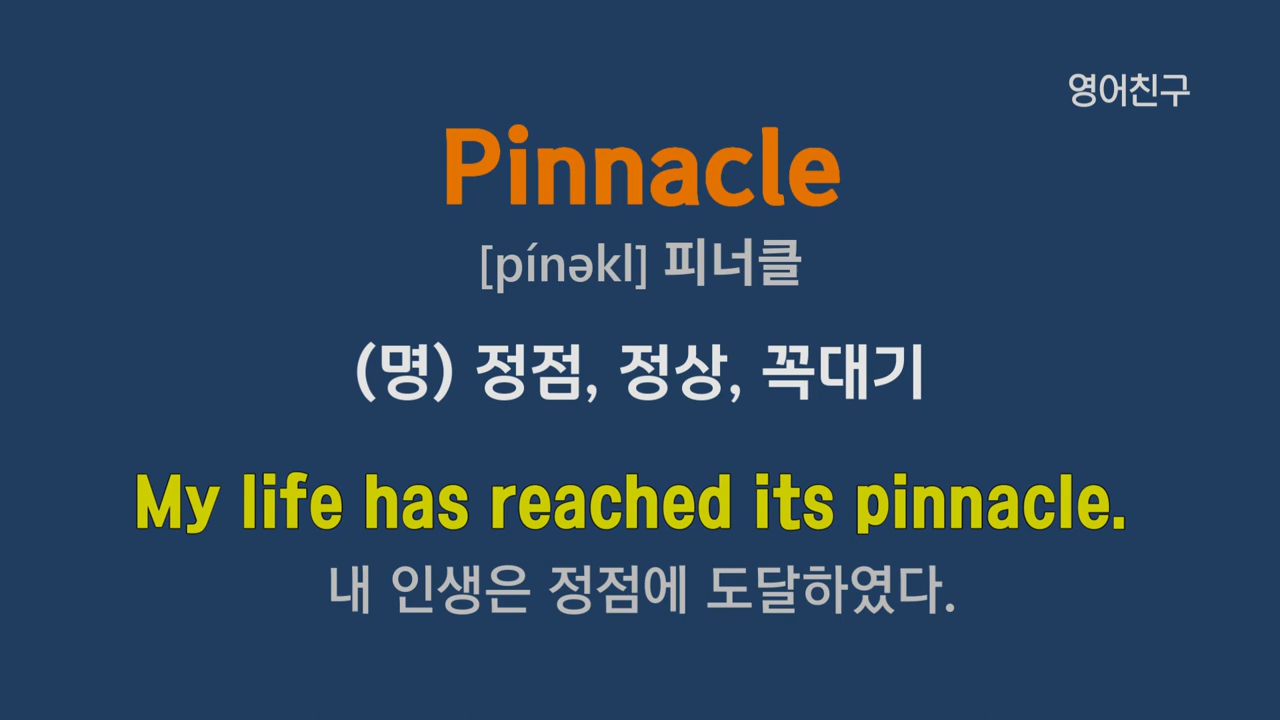 영어친구
Pinnacle
[pínəkl] 피너클
(명) 정점, 정상, 꼭대기
My life has reached its pinnacle.
내 인생은 정점에 도달하였다.